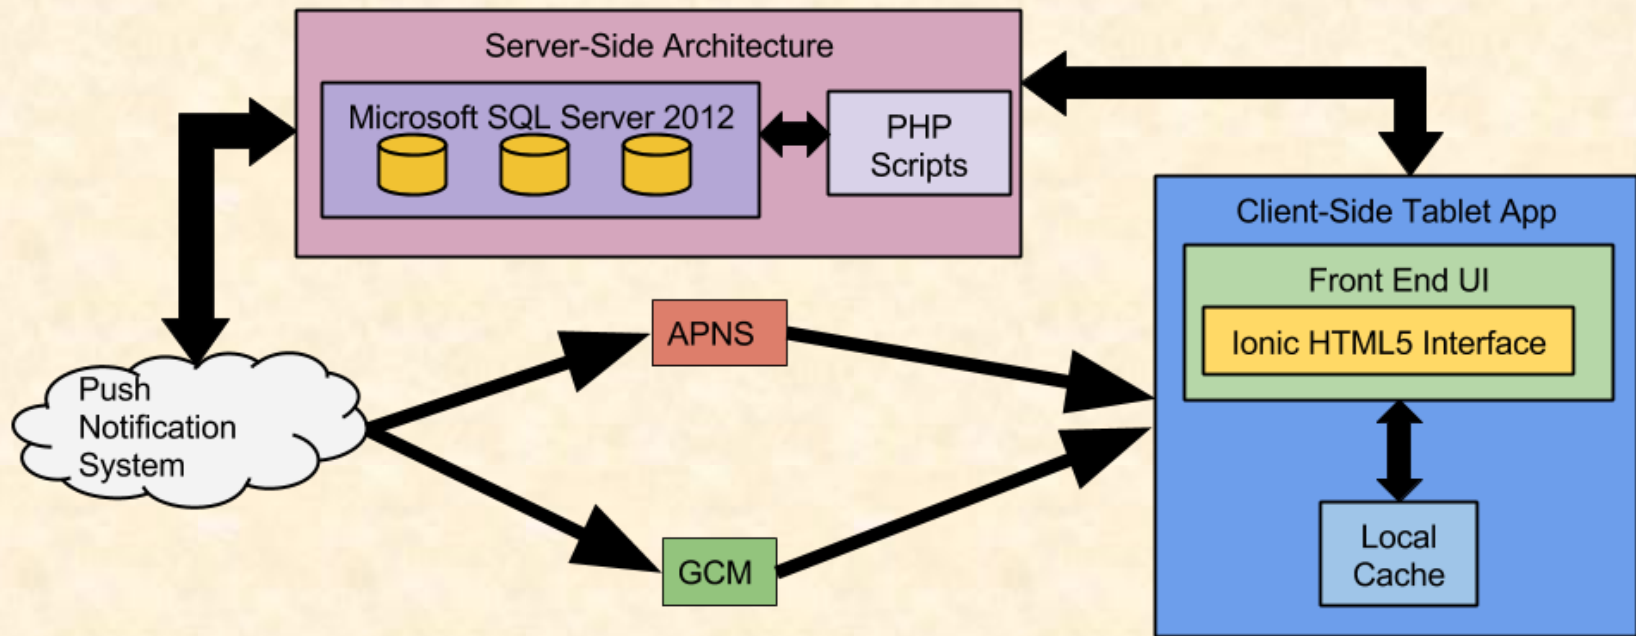 Server-Side Architecture
Microsoft SQL Server 2012
PHP
Scripts
Client-Side Tablet App
Front End UI
Ionic HTML5 Interface
APNS
Push
Notification
System
Local
Cache
GCM